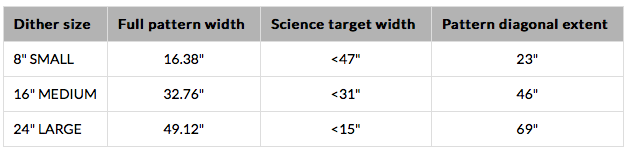 Dither size Full pattern width Science target width Pattern diagonal extent
8" SMALL 16.38" <47" 23"
16" MEDIUM 32.76" <31" 46"
24" LARGE 49.12" <15" 69"